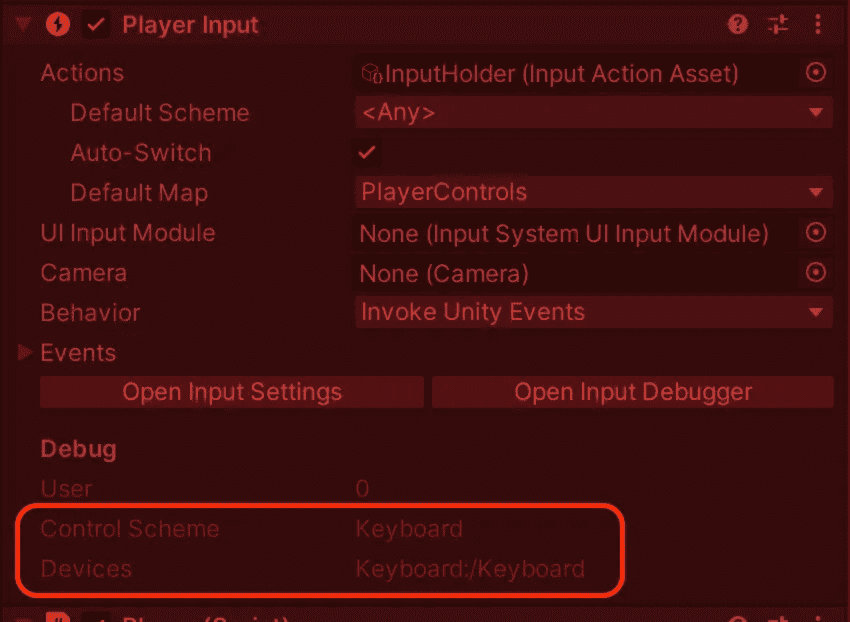 Player Input
Actions InputHolder (Input Action Asset)
Default Scheme <Any>
Auto-Switch
Default Map PlayerControls
UI Input Module None (Input System UI Input Module)
Camera None (Camera)
Behavior Invoke Unity Events
Events
Open Input Settings Open Input Debugger
Debug
User 0
Control Scheme Keyboard
Devices Keyboard:/Keyboard